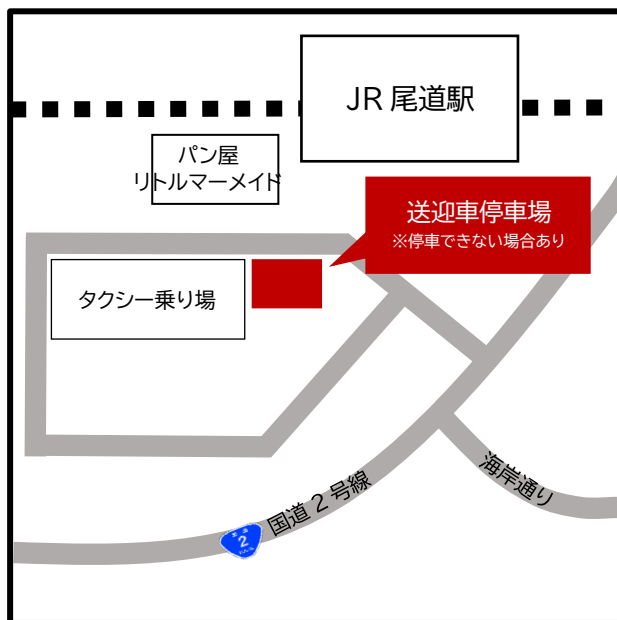 JR 尾道駅
パン屋
リトルマーメイド
送迎車停車場
※停車できない場合あり
タクシー乗り場
海岸通り
国道 2 号線
2